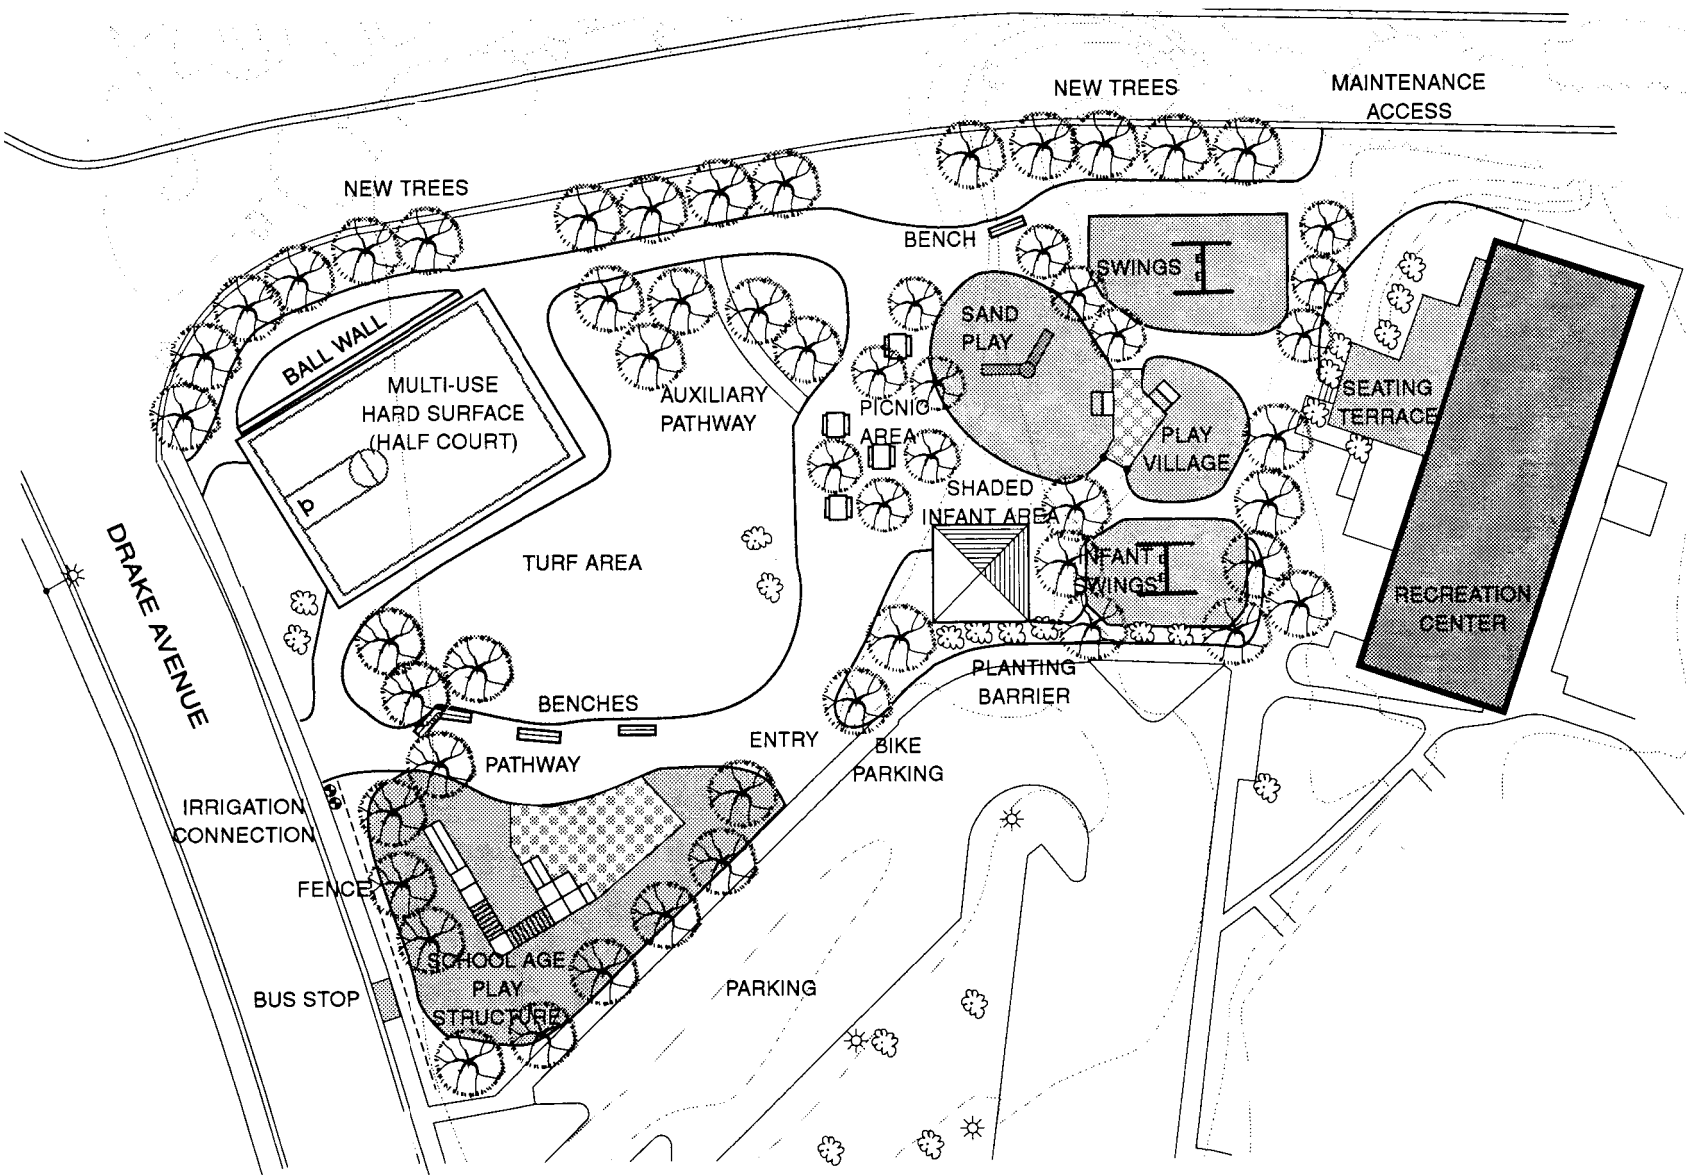 NEW TREES
MAINTENANCE
ACCESS
NEW TREES
BENCH
SWINGS
SAND
PLAY
BALL WALL
MULTI-USE
HARD SURFACE
(HALF COURT)
AUXILIARY
PATHWAY
PICNIC
AREA
PLAY
VILLAGE
SEATING
TERRACE
SHADED
INFANT AREA
TURF AREA
INFANT
SWINGS
RECREATION
CENTER
DRAKE AVENUE
PLANTING
BARRIER
BENCHES
ENTRY
BIKE
PARKING
PATHWAY
IRRIGATION
CONNECTION
FENCE
SCHOOL AGE
PLAY
STRUCTURE
BUS STOP
PARKING